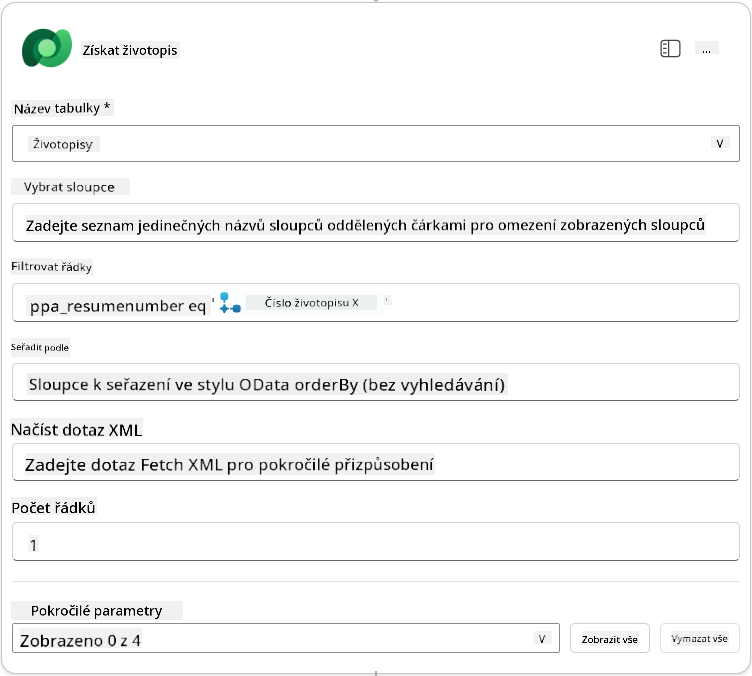 Získat životopis
...
Název tabulky *
Životopisy
V
Vybrat sloupce
Zadejte seznam jedinečných názvů sloupců oddělených čárkami pro omezení zobrazených sloupců
Filtrovat řádky
ppa_resumenumber eq ' Číslo životopisu X '
Seřadit podle
Sloupce k seřazení ve stylu OData orderBy (bez vyhledávání)
Načíst dotaz XML
Zadejte dotaz Fetch XML pro pokročilé přizpůsobení
Počet řádků
1
Pokročilé parametry
Zobrazeno 0 z 4 V Zobrazit vše Vymazat vše